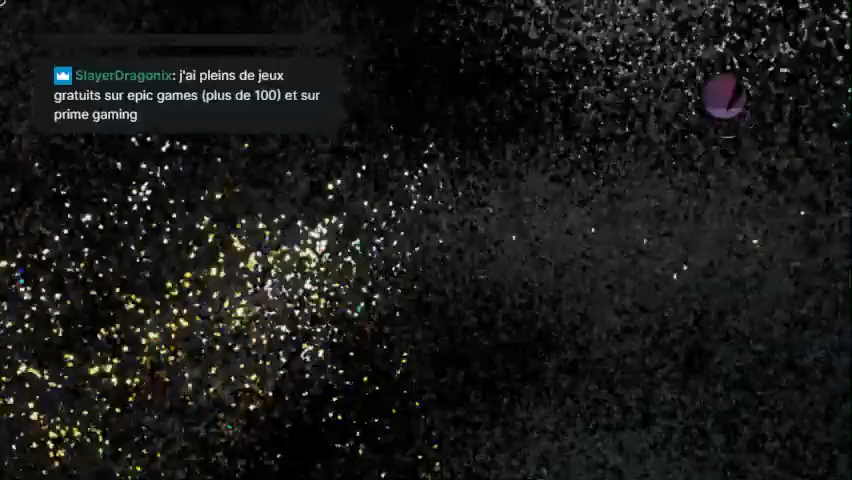 SlayerDragonix: j'ai pleins de jeux
gratuits sur epic games (plus de 100) et sur
prime gaming